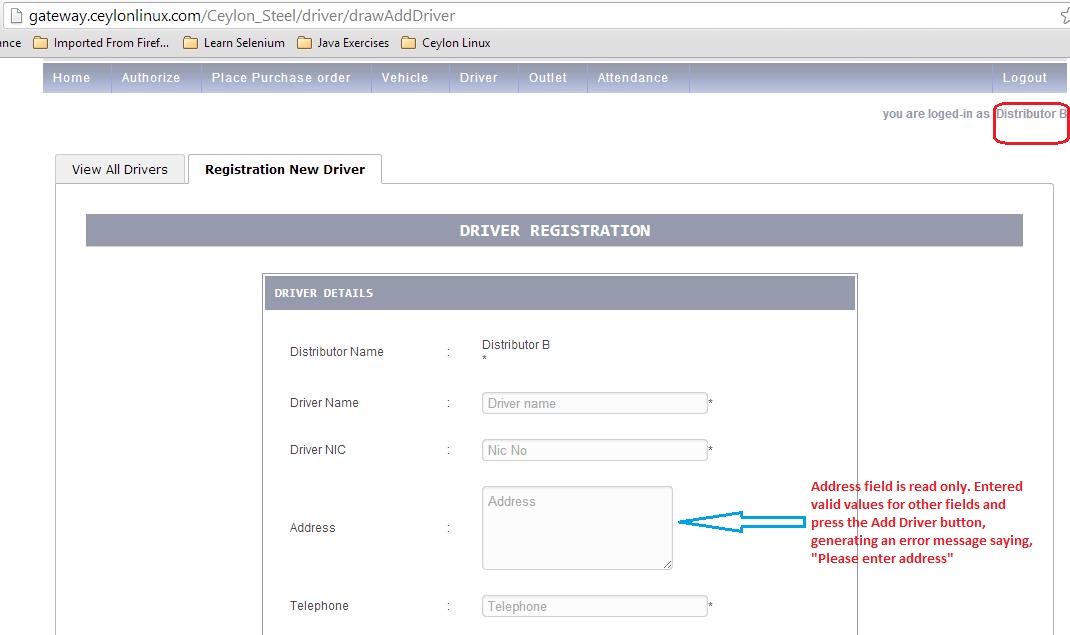 gateway.ceylonlinux.com/Ceylon_Steel/driver/drawAddDriver
nce Imported From Firef... Learn Selenium Java Exercises Ceylon Linux
Home Authorize Place Purchase order Vehicle Driver Outlet Attendance Logout
you are loged-in as Distributor B
View All Drivers Registration New Driver
DRIVER REGISTRATION
DRIVER DETAILS
Distributor Name : Distributor B
*
Driver Name : Driver name *
Driver NIC : Nic No *
Address : Address
Address field is read only. Entered
valid values for other fields and
press the Add Driver button,
generating an error message saying,
"Please enter address"
Telephone : Telephone *